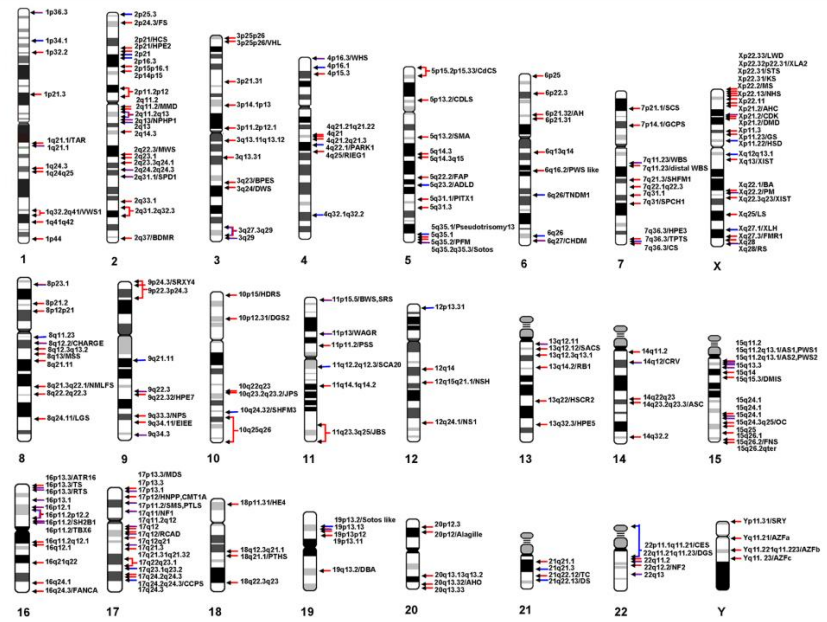 1p36.3
1p34.1
1p32.2
1p21.3
1q21.1/TAR
1q21.1
1q24.3
1q24q25
1q32.2q41/VWS1
1q41q42
1p44
1
2p25.3
2p24.3/FS
2p21/HCS
2p21/HPE2
2p21
2p16.3
2p15p16.1
2p14p15
2p11.2p12
2q11.2
2q11.2/MMD
2q11.2q13
2q13/NPHP1
2q13
2q14.3
2q22.3/MWS
2q23.1
2q23.3q24.1
2q24.2q24.3
2q31.1/SPD1
2q33.1
2q31.2q32.3
2q37/BDMR
2
3p25p26
3p25p26/VHL
3p21.31
3p14.1p13
3p11.2p12.1
3q13.11q13.12
3q13.31
3q23/BPES
3q24/DWS
3q27.3q29
3q29
3
4p16.3/WHS
4p16.1
4p15.3
4q21.21q21.22
4q21
4q21.2q21.3
4q22.1/PARK1
4q25/RIEG1
4q32.1q32.2
4
5p15.2p15.33/CdCS
5p13.2/CDLS
5q13.2/SMA
5q14.3
5q14.3q15
5q22.2/FAP
5q23.2/ADLD
5q31.1/PITX1
5q31.3
5q35.1/Pseudotrisomy13
5q35.1
5q35.2/PFM
5q35.2q35.3/Sotos
5
6p25
6p22.3
6p21.32/AH
6p21.31
6q13q14
6q16.2/PWS like
6q26/TNDM1
6q26
6q27/CHDM
6
7p21.1/SCS
7p14.1/GCPS
7q11.23/WBS
7q11.23/distal WBS
7q21.3/SHFM1
7q22.1q22.3
7q31.1
7q31/SPCH1
7q36.3/HPE3
7q36.3/TPTS
7q36.3/CS
7
Xp22.33/LWD
Xp22.32p22.31/XLA2
Xp22.31/STS
Xp22.31/KS
Xp22.2/MS
Xp22.13/NHS
Xp22.11
Xp21.2/AHC
Xp21.2/CDK
Xp21.2/DMD
Xp11.3
Xp11.23/GS
Xp11.22/HSD
Xp12q13.1
Xq13/XIST
Xq22.1/BA
Xq22.2/PM
Xq22.3q23/XIST
Xq25/LS
Xq27.1/XLH
Xq27.3/FMR1
Xq28
Xq28/RS
X
8p23.1
8p21.2
8p12p21
8q11.23
8q12.2/CHARGE
8q12.3q13.2
8q13/MSS
8q21.11
8q21.3q22.1/NMLFS
8q22.2q22.3
8q24.11/LGS
8
9p24.3/SRXY4
9p22.3p24.3
9q21.11
9q22.3
9q22.32/HPE7
9q33.3/NPS
9q34.11/EIEE
9q34.3
9
10p15/HDRS
10p12.31/DGS2
10q22q23
10q23.2q23.2/JPS
10q24.32/SHFM3
10q25q26
10
11p15.5/BWS,SRS
11p13/WAGR
11p11.2/PSS
11q12.2q12.3/SCA20
11q14.1q14.2
11q23.3q25/JBS
11
12p13.31
12q14
12q15q21.1/NSH
12q24.1/NS1
12
13q12.11
13q12.12/SACS
12q12.3q13.1
13q14.2/RB1
13q22/HSCR2
13q32.3/HPE5
13
14q11.2
14q12/CRV
14q22q23
14q23.2q23.3/ASC
14q32.2
14
15q11.2
15q11.2q13.1/AS1,PWS1
15q11.2q13.1/AS2,PWS2
15q13.3
15q14
15q15.3/DMIS
15q24.1
15q24.1
15q24.3q25/OC
15q25
15q26.1
15q26.2/FNS
15q26.2qter
15
16p13.3/ATR16
16p13.3/TS
16p13.3/RTS
16p13.1
16p12.1
16p11.2p12.2
16p11.2/SH2B1
16p11.2/TBX6
16q11.2q12.1
16q12.1
16q21q22
16q24.1
16q24.3/FANCA
16
17p13.3/MDS
17p13.3
17p13.1
17p12/HNPP,CMT1A
17p11.2/SMS,PTLS
17q11/NF1
17q11.2q12
17q12
17q12/RCAD
17q12q21
17q21.3
17q21.31q21.32
17q22q23.1
17q23.1q23.2
17q24.2q24.3
17q24.2q24.3/CCPS
17q24.3
17
18p11.31/HE4
18q12.3q21.1
18q21.1/PTHS
18q22.3q23
18
19p13.2/Sotos like
19p13.13
19p13p12
19p13.11
19q13.2/DBA
19
20p12.3
20p12/Alagille
20q13.13q13.2
20q13.32/AHO
20q13.33
20
21q21.1
21q21.3
21q22.12/TC
21q22.13/DS
21
22p11.1q11.21/CES
22q11.21q11.23/DGS
22q11.2
22q12.2/NF2
22q13
22
Yp11.31/SRY
Yq11.21/AZFa
Yq11.221q11.223/AZFb
Yq11. 23/AZFc
Y